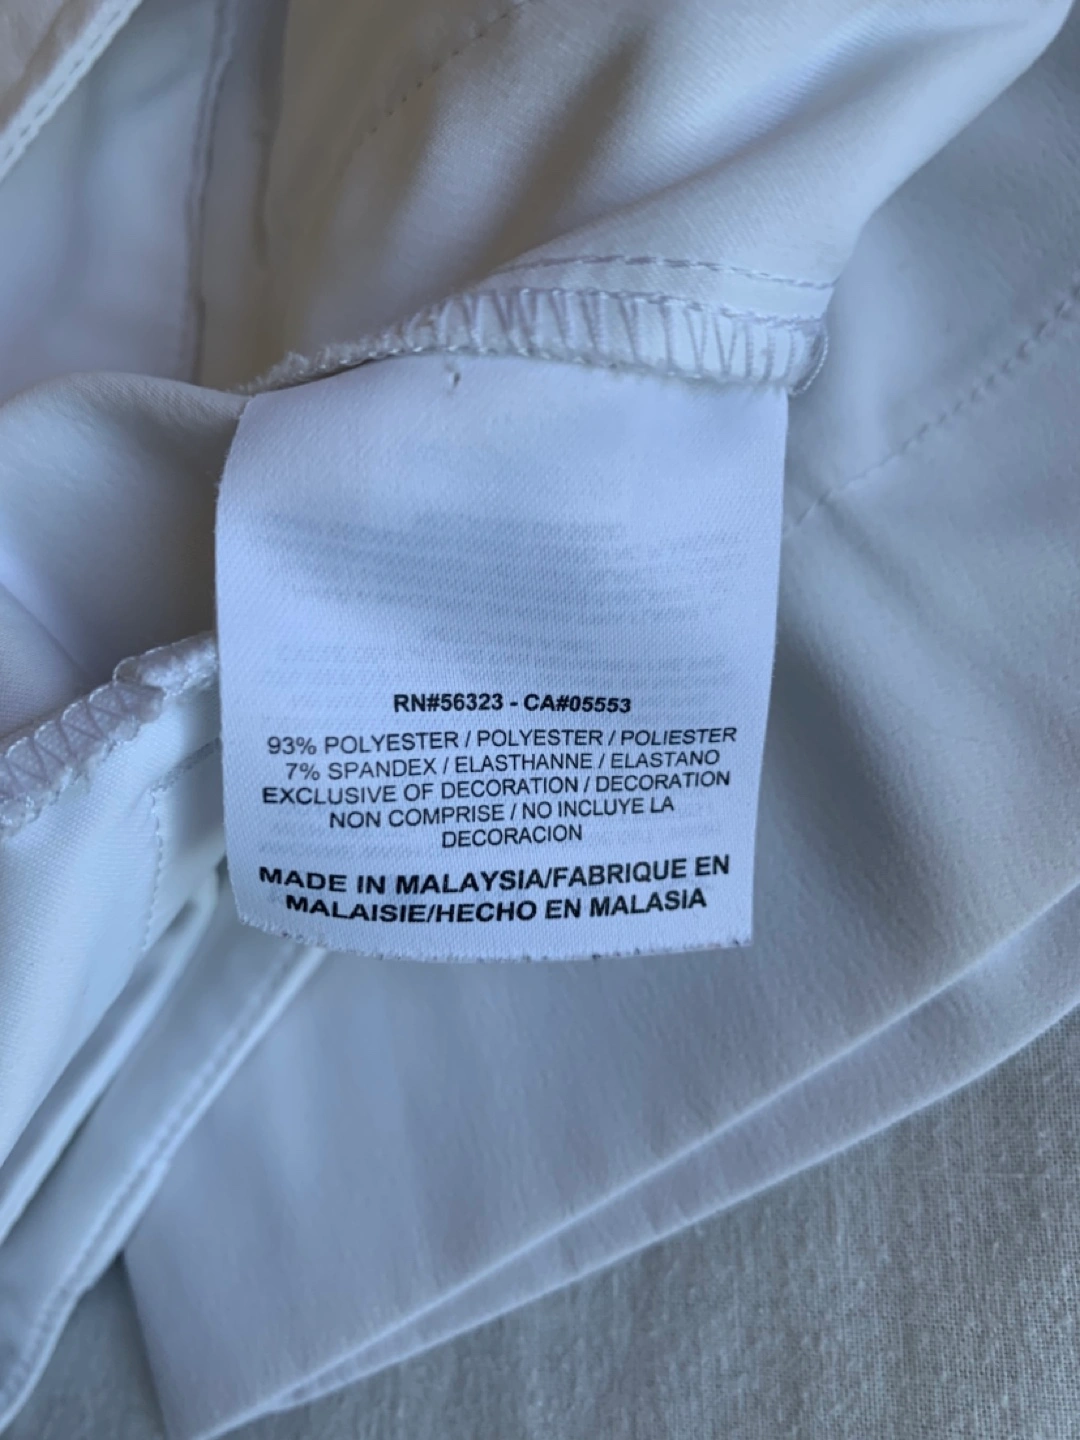 RN#56323 - CA#05553
93% POLYESTER / POLYESTER / POLIESTER
7% SPANDEX / ELASTHANNE / ELASTANO
EXCLUSIVE OF DECORATION / DECORATION
NON COMPRISE / NO INCLUYE LA
DECORACION
MADE IN MALAYSIA/FABRIQUE EN
MALAISIE/HECHO EN MALASIA